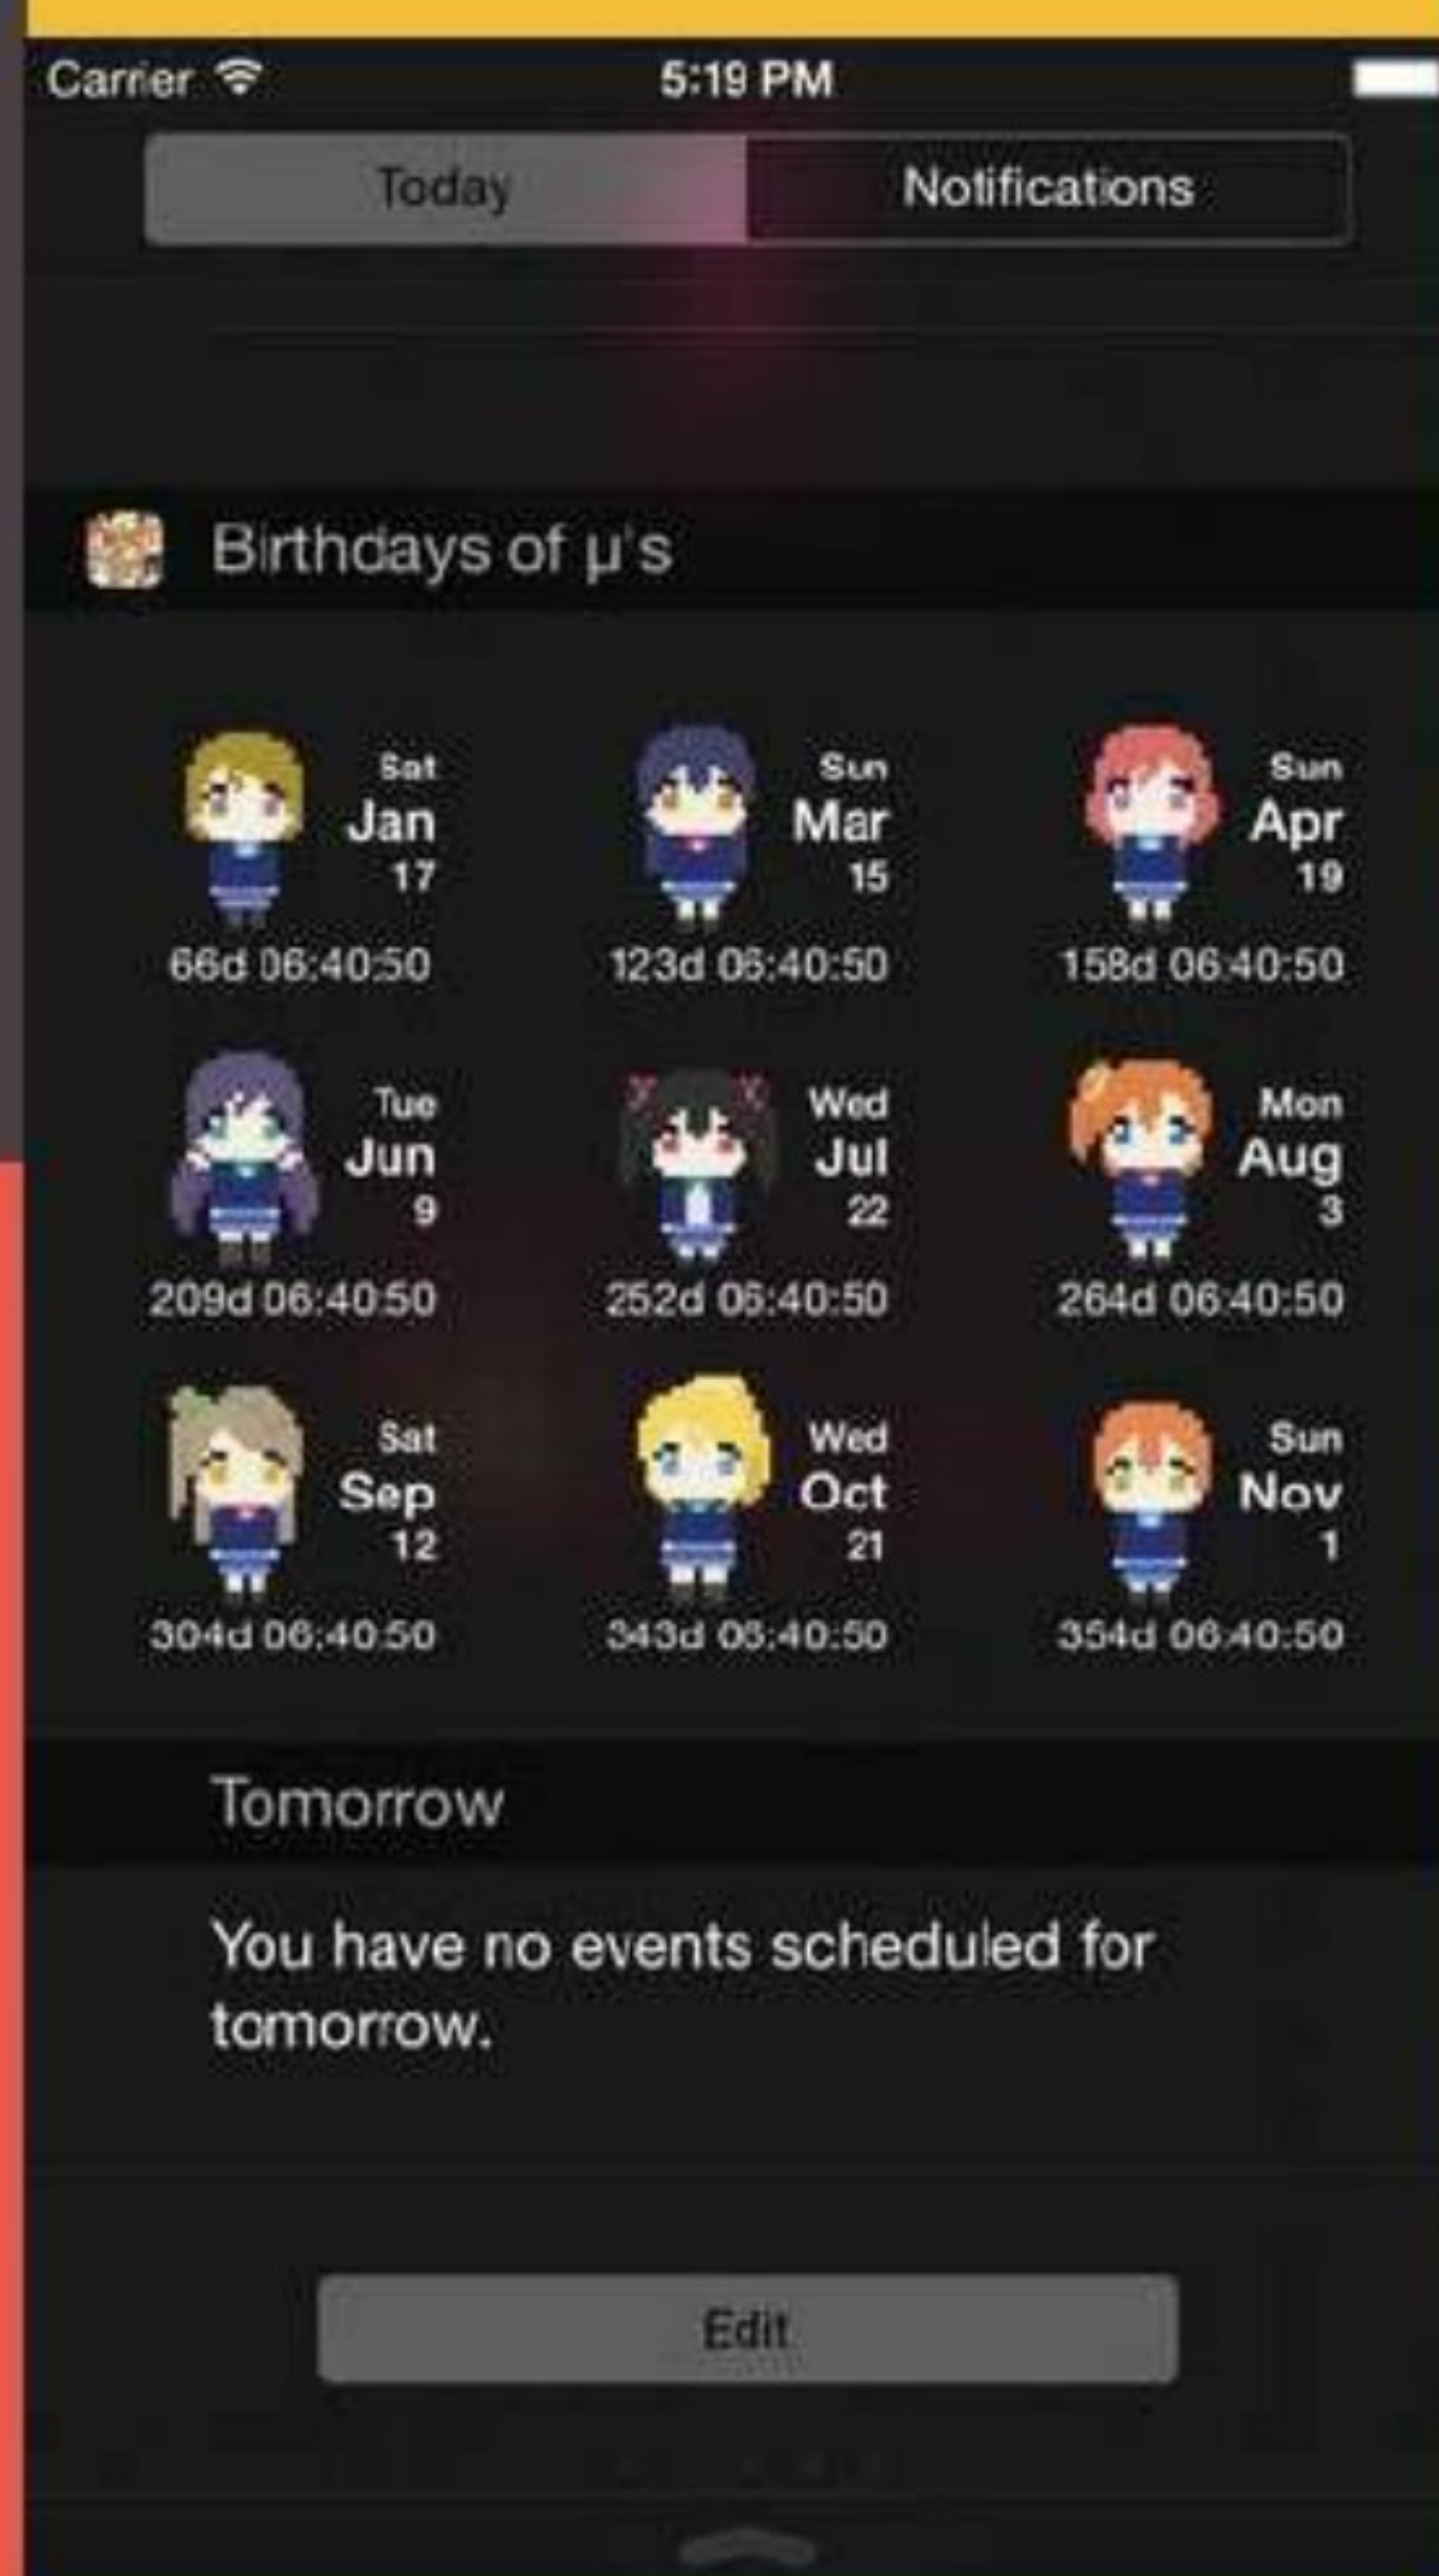 Carrier 5:19 PM
Today Notifications
Birthdays of µ's
Sat Sun Sun
Jan Mar Apr
17 15 19
66d 06:40:50 123d 06:40:50 158d 06:40:50
Tue Wed Mon
Jun Jul Aug
9 22 3
209d 06:40:50 252d 06:40:50 264d 06:40:50
Sat Wed Sun
Sep Oct Nov
12 21 1
304d 06:40:50 343d 06:40:50 354d 06:40:50
Tomorrow
You have no events scheduled for
tomorrow.
Edit